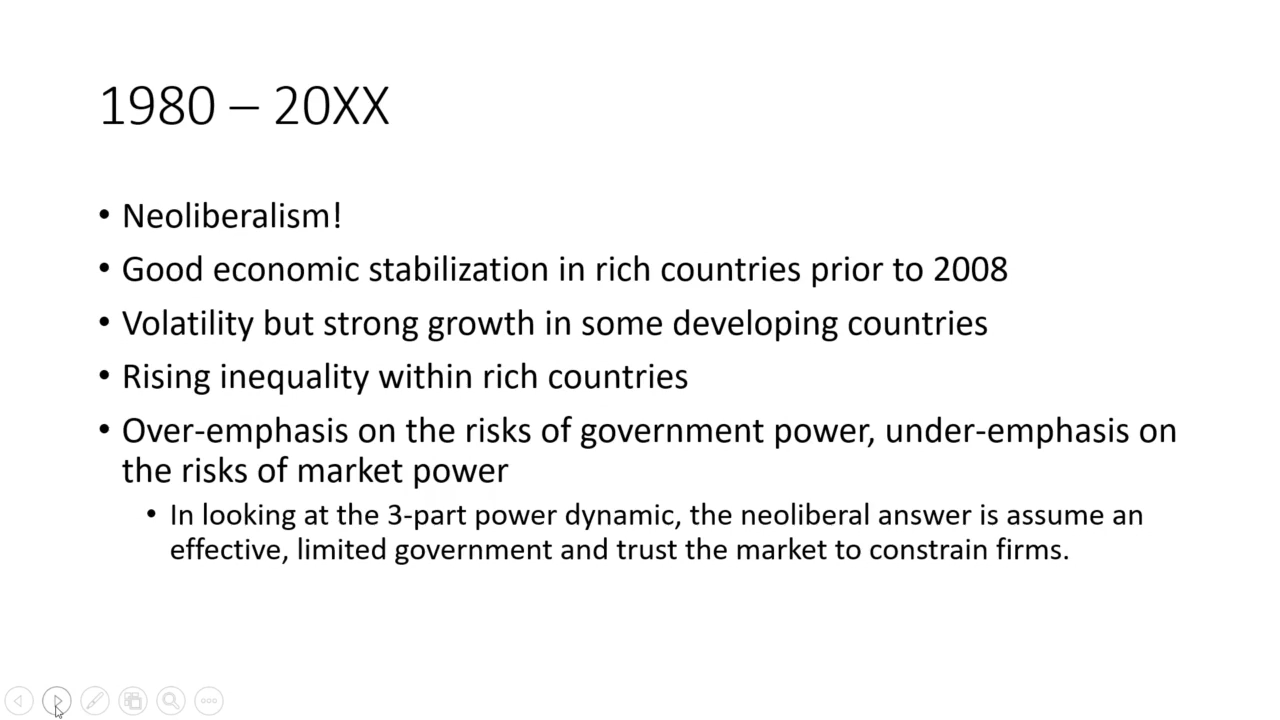 1980 – 20XX
• Neoliberalism!
• Good economic stabilization in rich countries prior to 2008
• Volatility but strong growth in some developing countries
• Rising inequality within rich countries
• Over-emphasis on the risks of government power, under-emphasis on
the risks of market power
• In looking at the 3-part power dynamic, the neoliberal answer is assume an
effective, limited government and trust the market to constrain firms.